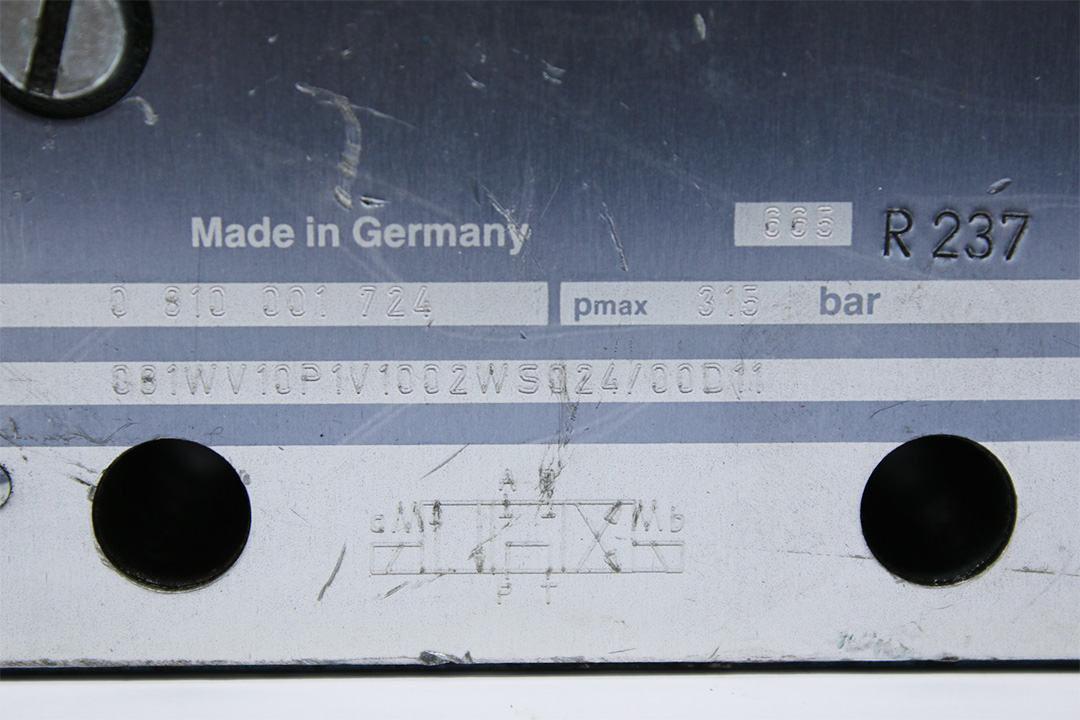 Made in Germany 665 R 237
0 810 001 724 pmax 315 bar
081WV10P1V1002WS024/00D11
A B
a b
P T